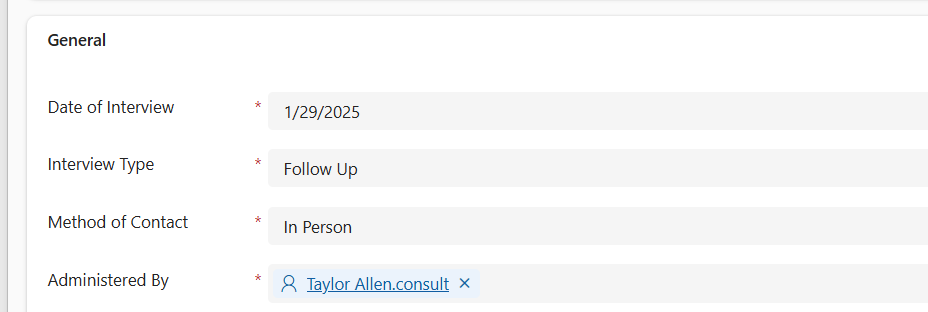 General
Date of Interview * 1/29/2025
Interview Type * Follow Up
Method of Contact * In Person
Administered By * Taylor Allen.consult ×